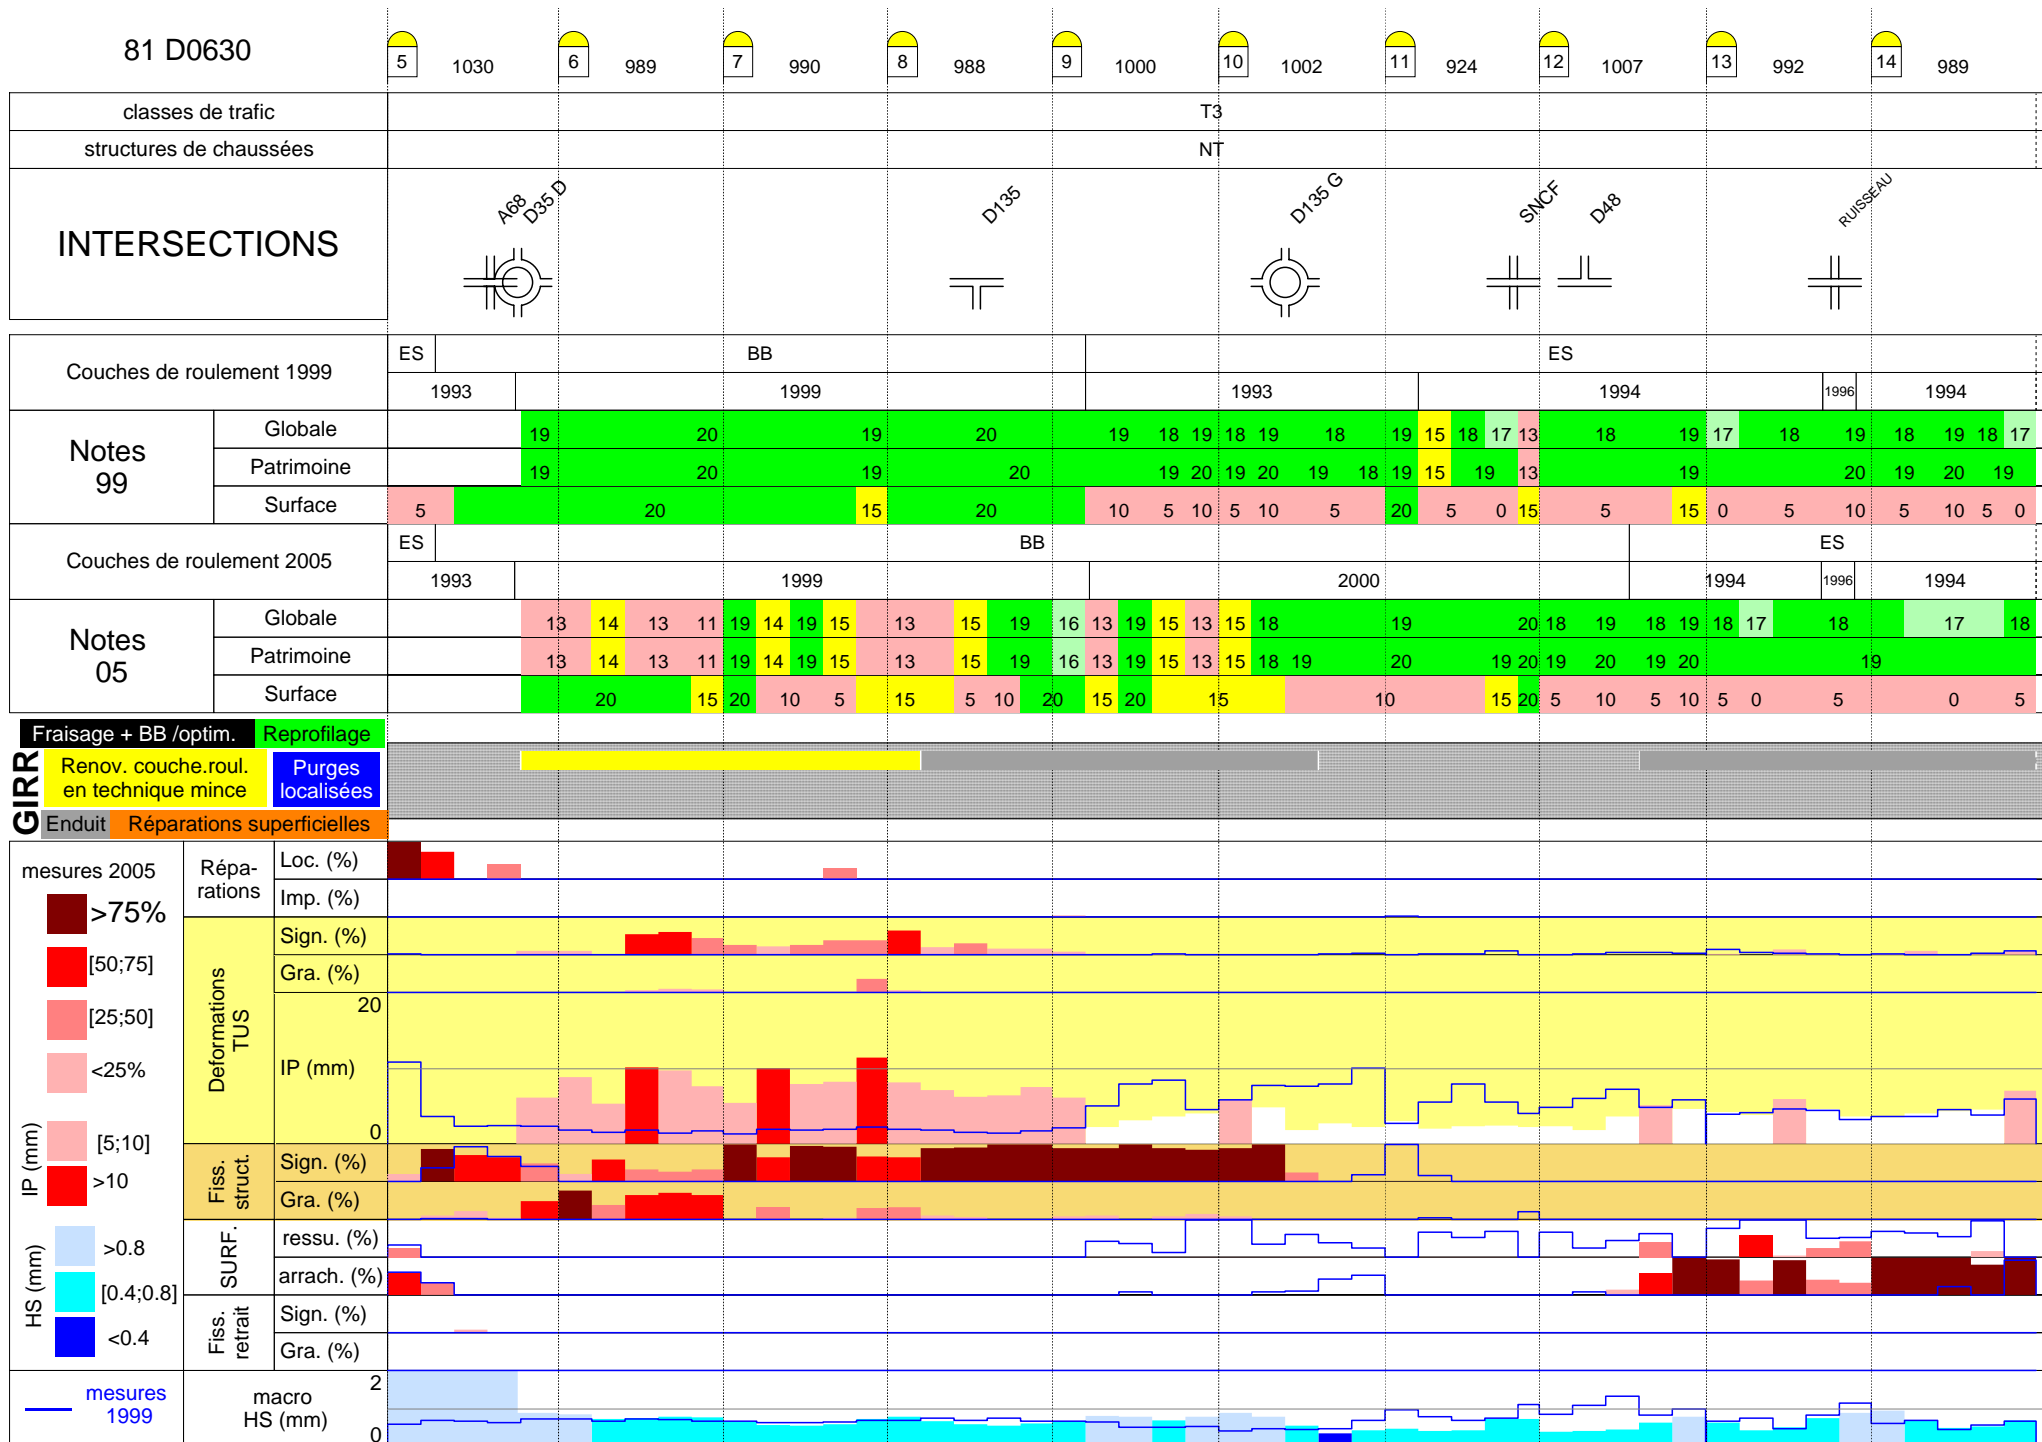 81 D0630
5 1030 6 989 7 990 8 988 9 1000 10 1002 11 924 12 1007 13 992 14 989
classes de trafic T3
structures de chaussées NT
INTERSECTIONS
A68 D35 D D135 D135 G SNCF D48 RUISSEAU
Couches de roulement 1999
ES BB ES
1993 1999 1993 1994 1996 1994
Notes 99
Globale 19 20 19 20 19 18 19 18 19 18 19 15 18 17 13 18 19 17 18 19 18 19 18 17
Patrimoine 19 20 19 20 19 20 19 20 19 18 19 15 19 13 19 20 19 20 19
Surface 5 20 15 20 10 5 10 5 10 5 20 5 0 15 5 15 0 5 10 5 10 5 0
Couches de roulement 2005
ES BB ES
1993 1999 2000 1994 1996 1994
Notes 05
Globale 13 14 13 11 19 14 19 15 13 15 19 16 13 19 15 13 15 18 19 20 18 19 18 19 18 17 18 17 18
Patrimoine 13 14 13 11 19 14 19 15 13 15 19 16 13 19 15 13 15 18 19 20 19 20 19 20 19 20 19
Surface 20 15 20 10 5 15 5 10 20 15 20 15 10 15 20 5 10 5 10 5 0 5 0 5
GIRR
Fraisage + BB /optim. Reprofilage
Renov. couche.roul.
en technique mince
Purges
localisées
Enduit Réparations superficielles
mesures 2005
>75%
[50;75]
[25;50]
<25%
IP (mm)
[5;10]
>10
HS (mm)
>0.8
[0.4;0.8]
<0.4
mesures
1999
Répa-
rations
Loc. (%)
Imp. (%)
Deformations
TUS
Sign. (%)
Gra. (%)
20
IP (mm)
0
Fiss.
struct.
Sign. (%)
Gra. (%)
SURF.
ressu. (%)
arrach. (%)
Fiss.
retrait
Sign. (%)
Gra. (%)
macro
HS (mm)
2
0